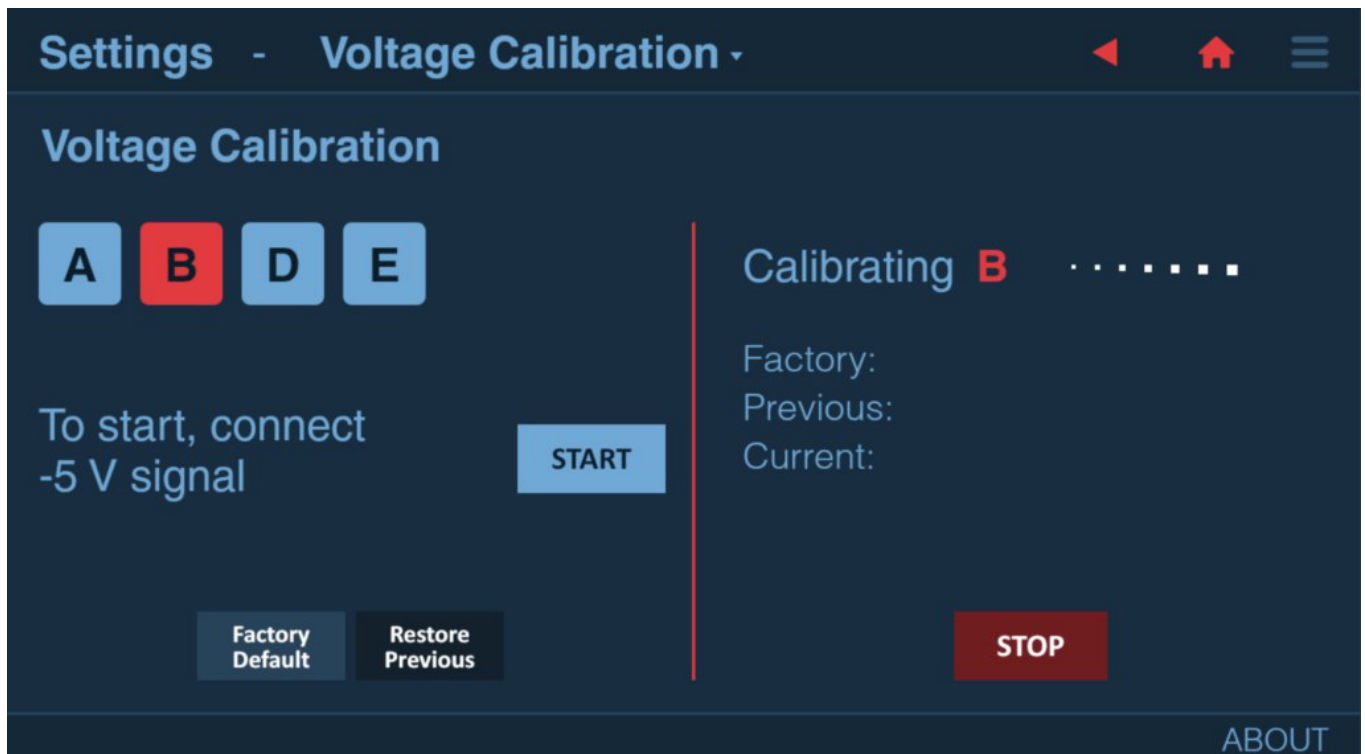 Settings - Voltage Calibration
Voltage Calibration
A B D E
To start, connect
-5 V signal
START
Factory
Default
Restore
Previous
Calibrating B
Factory:
Previous:
Current:
STOP
ABOUT